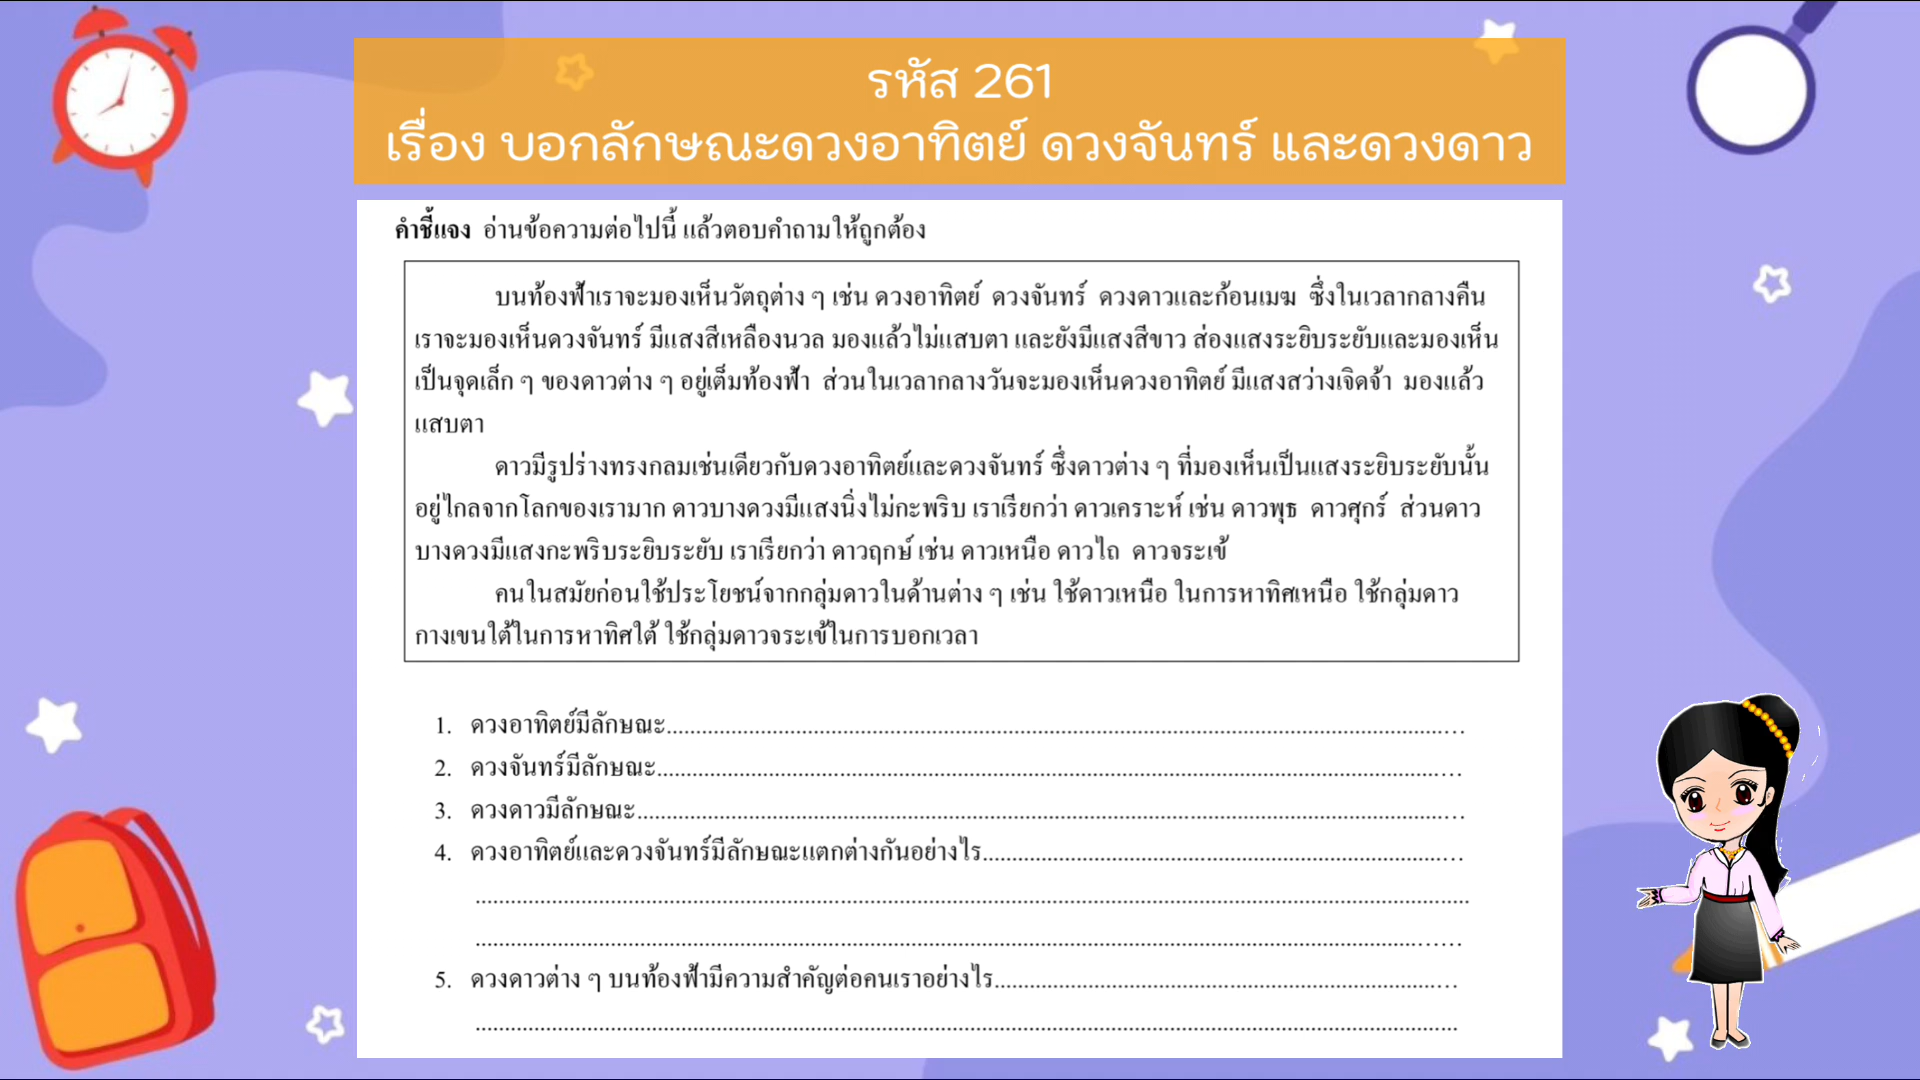 รหัส 261
เรื่อง บอกลักษณะดวงอาทิตย์ ดวงจันทร์ และดวงดาว
คำชี้แจง อ่านข้อความต่อไปนี้ แล้วตอบคำถามให้ถูกต้อง
บนท้องฟ้าเราจะมองเห็นวัตถุต่าง ๆ เช่น ดวงอาทิตย์ ดวงจันทร์ ดวงดาวและก้อนเมฆ ซึ่งในเวลากลางคืน
เราจะมองเห็นดวงจันทร์ มีแสงสีเหลืองนวล มองแล้วไม่แสบตา และยังมีแสงสีขาว ส่องแสงระยิบระยับและมองเห็น
เป็นจุดเล็ก ๆ ของดาวต่าง ๆ อยู่เต็มท้องฟ้า ส่วนในเวลากลางวันจะมองเห็นดวงอาทิตย์ มีแสงสว่างเจิดจ้า มองแล้ว
แสบตา
ดาวมีรูปร่างทรงกลมเช่นเดียวกับดวงอาทิตย์และดวงจันทร์ ซึ่งดาวต่าง ๆ ที่มองเห็นเป็นแสงระยิบระยับนั้น
อยู่ไกลจากโลกของเรามาก ดาวบางดวงมีแสงนิ่งไม่กะพริบ เราเรียกว่า ดาวเคราะห์ เช่น ดาวพุธ ดาวศุกร์ ส่วนดาว
บางดวงมีแสงกะพริบระยิบระยับ เราเรียกว่า ดาวฤกษ์ เช่น ดาวเหนือ ดาวไถ ดาวจระเข้
คนในสมัยก่อนใช้ประโยชน์จากกลุ่มดาวในด้านต่าง ๆ เช่น ใช้ดาวเหนือ ในการหาทิศเหนือ ใช้กลุ่มดาว
กางเขนใต้ในการหาทิศใต้ ใช้กลุ่มดาวจระเข้ในการบอกเวลา
1. ดวงอาทิตย์มีลักษณะ..........
2. ดวงจันทร์มีลักษณะ..........
3. ดวงดาวมีลักษณะ..........
4. ดวงอาทิตย์และดวงจันทร์มีลักษณะแตกต่างกันอย่างไร..........
5. ดวงดาวต่าง ๆ บนท้องฟ้ามีความสำคัญต่อคนเราอย่างไร..........